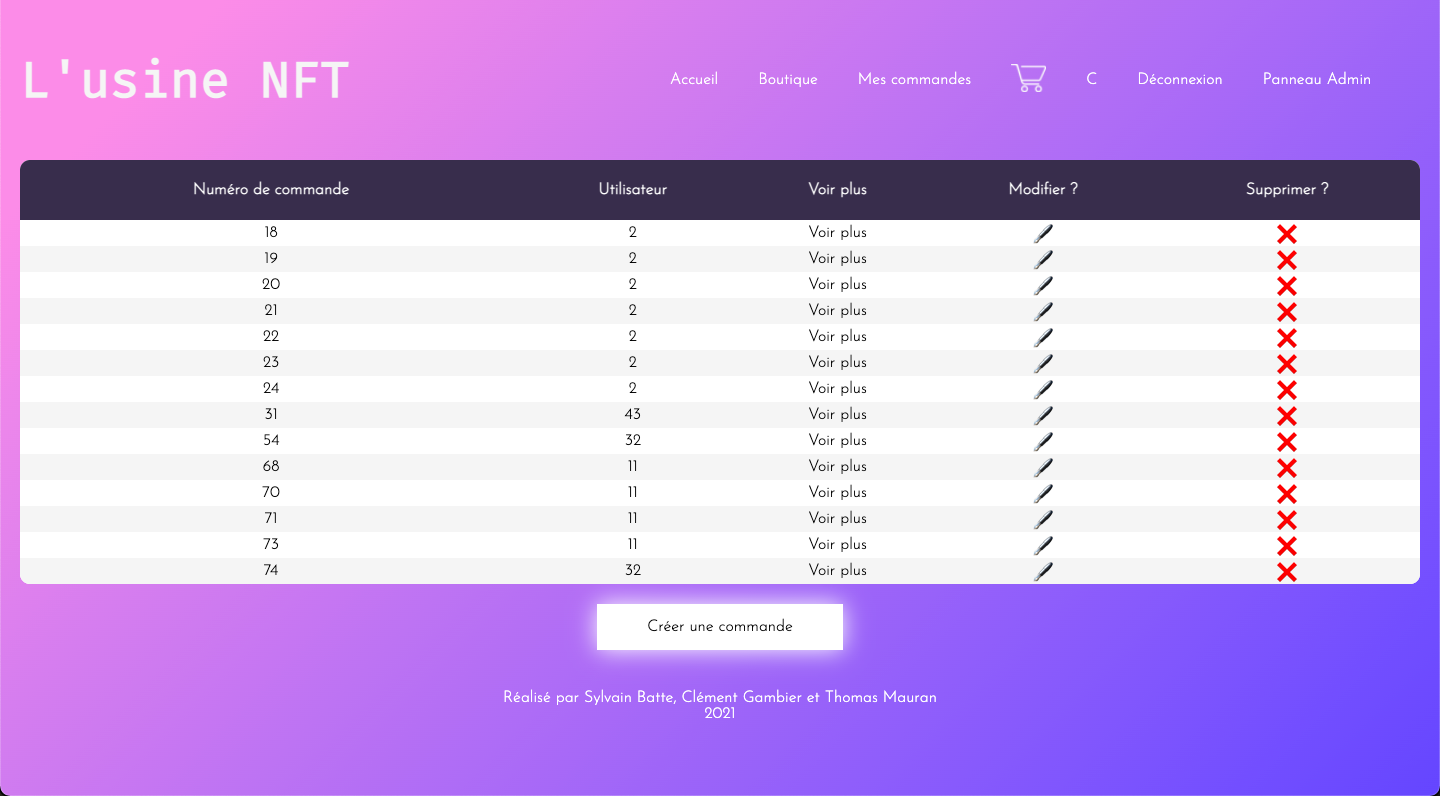 L'usine NFT
Accueil Boutique Mes commandes C Déconnexion Panneau Admin
Numéro de commande Utilisateur Voir plus Modifier ? Supprimer ?
18 2 Voir plus
19 2 Voir plus
20 2 Voir plus
21 2 Voir plus
22 2 Voir plus
23 2 Voir plus
24 2 Voir plus
31 43 Voir plus
54 32 Voir plus
68 11 Voir plus
70 11 Voir plus
71 11 Voir plus
73 11 Voir plus
74 32 Voir plus
Créer une commande
Réalisé par Sylvain Batte, Clément Gambier et Thomas Mauran
2021